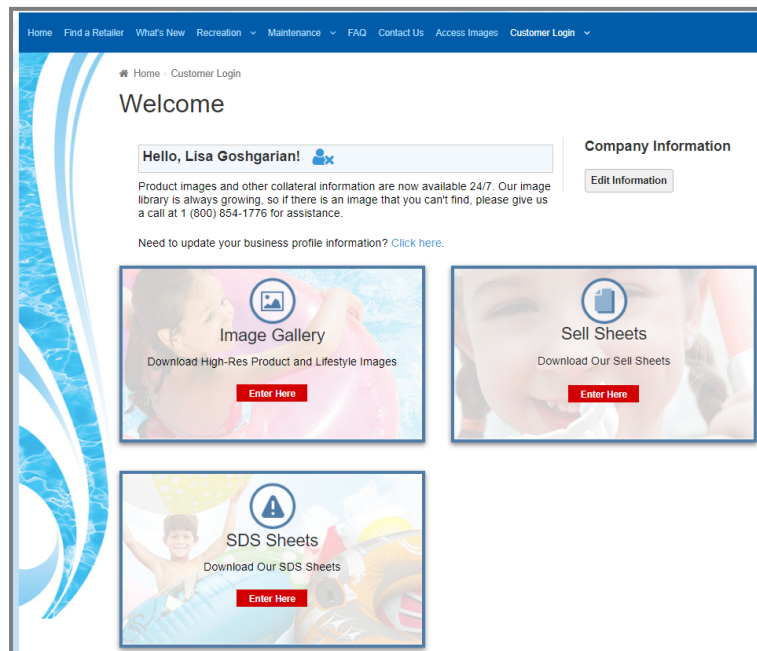 Home Find a Retailer What's New Recreation Maintenance FAQ Contact Us Access Images Customer Login
Home › Customer Login
Welcome
Hello, Lisa Goshgarian!
Product images and other collateral information are now available 24/7. Our image
library is always growing, so if there is an image that you can't find, please give us
a call at 1 (800) 854-1776 for assistance.
Need to update your business profile information? Click here.
Company Information
Edit Information
Image Gallery
Download High-Res Product and Lifestyle Images
Enter Here
Sell Sheets
Download Our Sell Sheets
Enter Here
SDS Sheets
Download Our SDS Sheets
Enter Here